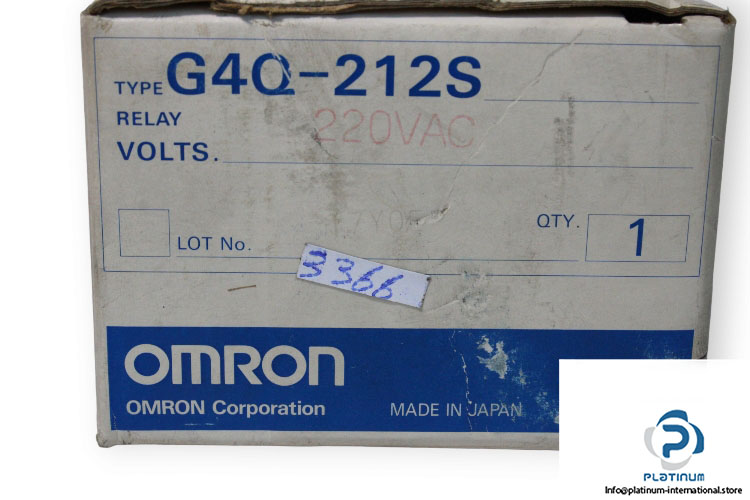 TYPE G4Q-212S
RELAY
220VAC
VOLTS.
LOT No.
QTY. 1
3366
OMRON
OMRON Corporation MADE IN JAPAN
PLATINUM
Info@platinum-international.store